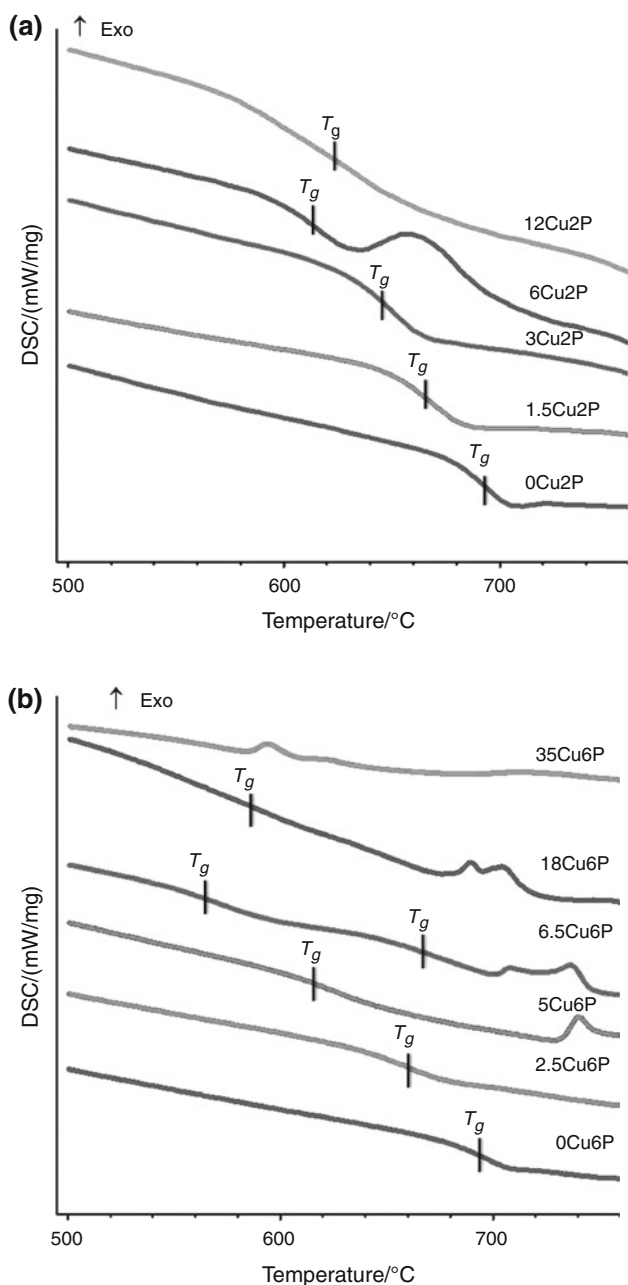 (a)
↑ Exo
Tg
Tg
12Cu2P
Tg
6Cu2P
3Cu2P
Tg
1.5Cu2P
Tg
0Cu2P
DSC/(mW/mg)
500 600 700
Temperature/°C
(b)
↑ Exo
35Cu6P
Tg
18Cu6P
Tg
6.5Cu6P
Tg
Tg
5Cu6P
2.5Cu6P
Tg
Tg
0Cu6P
DSC/(mW/mg)
500 600 700
Temperature/°C